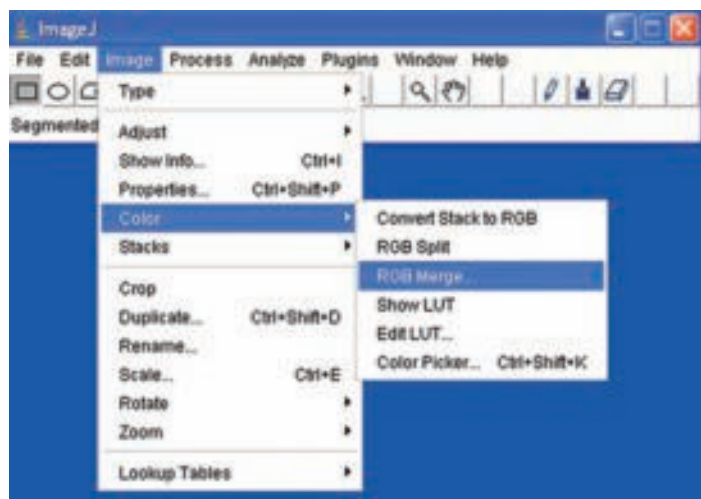 ImageJ
File Edit Image Process Analyze Plugins Window Help
Segmented
Type
Adjust
Show Info... Ctrl+I
Properties... Ctrl+Shift+P
Color
Stacks
Crop
Duplicate... Ctrl+Shift+D
Rename...
Scale... Ctrl+E
Rotate
Zoom
Lookup Tables
Convert Stack to RGB
RGB Split
RGB Merge...
Show LUT
Edit LUT...
Color Picker... Ctrl+Shift+K